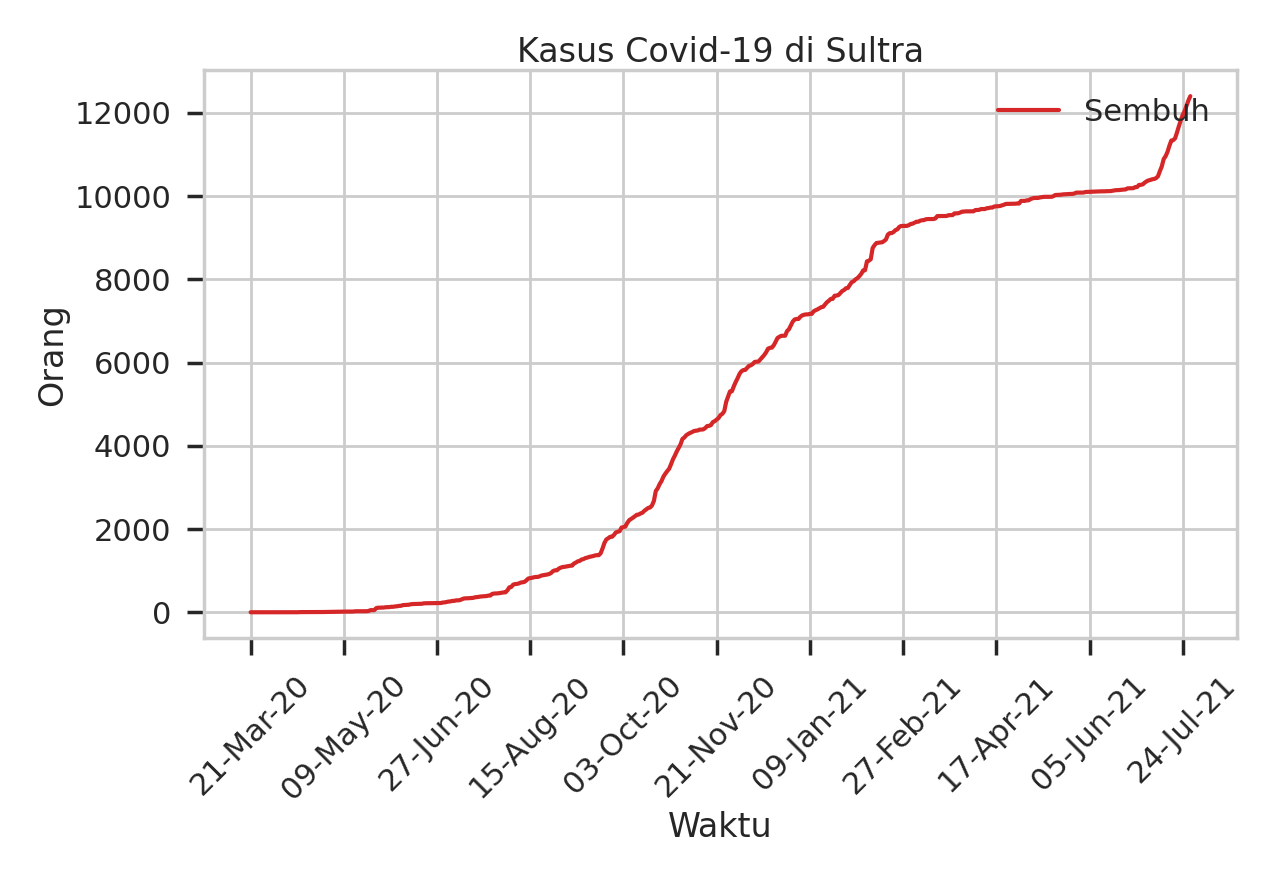 Kasus Covid-19 di Sultra
Sembuh
12000
10000
8000
6000
4000
2000
0
Orang
21-Mar-20
09-May-20
27-Jun-20
15-Aug-20
03-Oct-20
21-Nov-20
09-Jan-21
27-Feb-21
17-Apr-21
05-Jun-21
24-Jul-21
Waktu